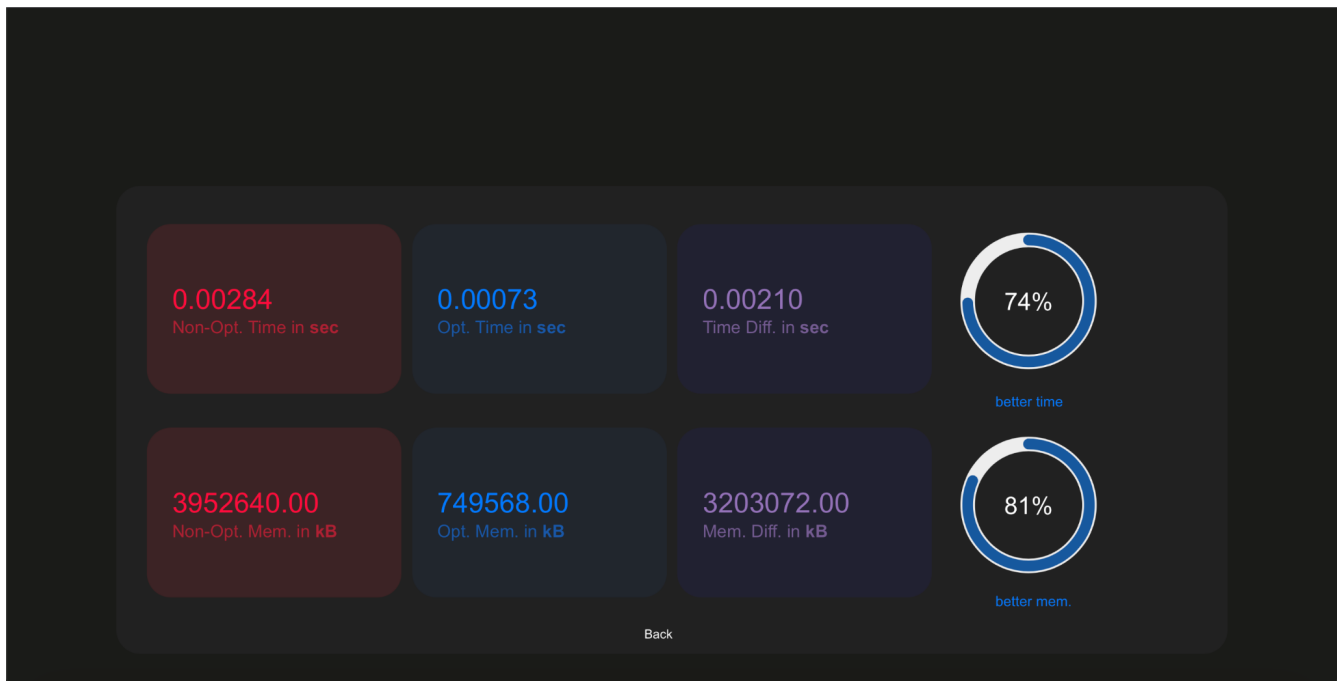 0.00284
Non-Opt. Time in sec
0.00073
Opt. Time in sec
0.00210
Time Diff. in sec
74%
better time
3952640.00
Non-Opt. Mem. in kB
749568.00
Opt. Mem. in kB
3203072.00
Mem. Diff. in kB
81%
better mem.
Back